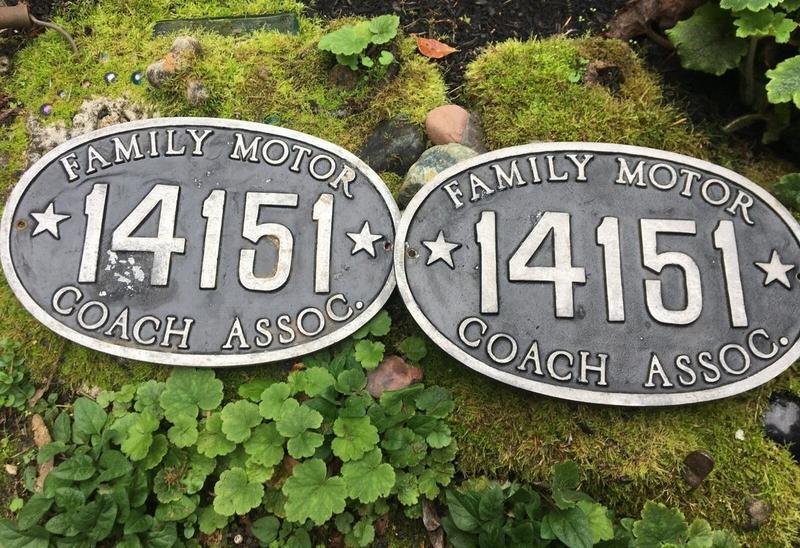 FAMILY MOTOR
14151
COACH ASSOC.
FAMILY MOTOR
14151
COACH ASSOC.